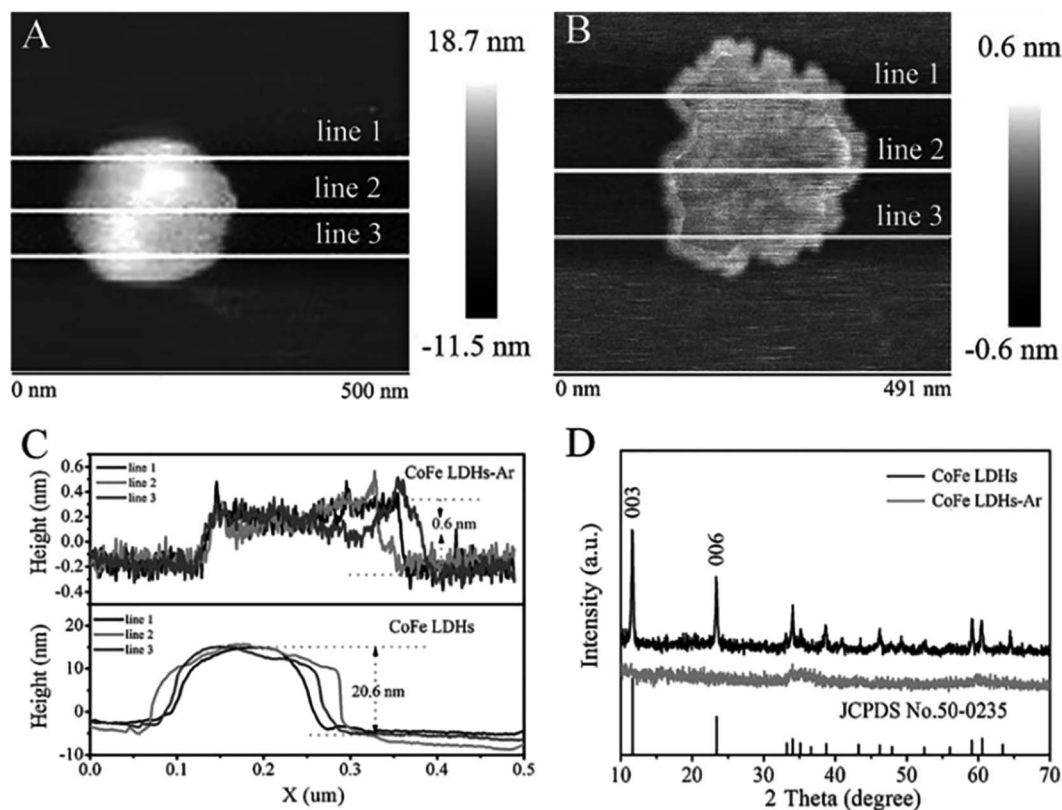 A
18.7 nm
line 1
line 2
line 3
-11.5 nm
0 nm
500 nm
B
0.6 nm
line 1
line 2
line 3
-0.6 nm
0 nm
491 nm
C
Height (nm)
0.6
0.4
0.2
0.0
-0.2
-0.4
line 1
line 2
line 3
CoFe LDHs-Ar
0.6 nm
Height (nm)
20
10
0
-10
line 1
line 2
line 3
CoFe LDHs
20.6 nm
0.0 0.1 0.2 0.3 0.4 0.5
X (um)
D
Intensity (a.u.)
003
006
CoFe LDHs
CoFe LDHs-Ar
JCPDS No.50-0235
10 20 30 40 50 60 70
2 Theta (degree)